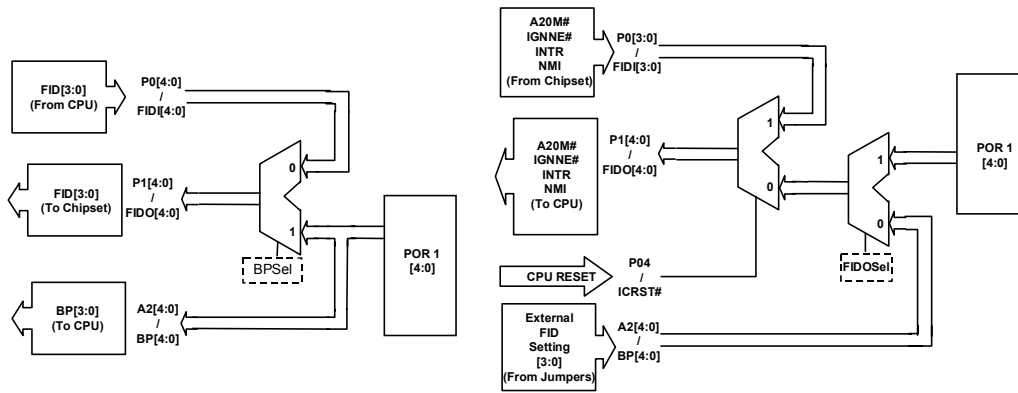 FID[3:0]
(From CPU)
P0[4:0]
/
FIDI[4:0]
0
FID[3:0]
(To Chipset)
P1[4:0]
/
FIDO[4:0]
1
BPSel
POR 1
[4:0]
BP[3:0]
(To CPU)
A2[4:0]
/
BP[4:0]
A20M#
IGNNE#
INTR
NMI
(From Chipset)
P0[3:0]
/
FIDI[3:0]
1
A20M#
IGNNE#
INTR
NMI
(To CPU)
P1[4:0]
/
FIDO[4:0]
0
1
POR 1
[4:0]
0
FIDOSel
CPU RESET
P04
/
ICRST#
External
FID
Setting
[3:0]
(From Jumpers)
A2[4:0]
/
BP[4:0]